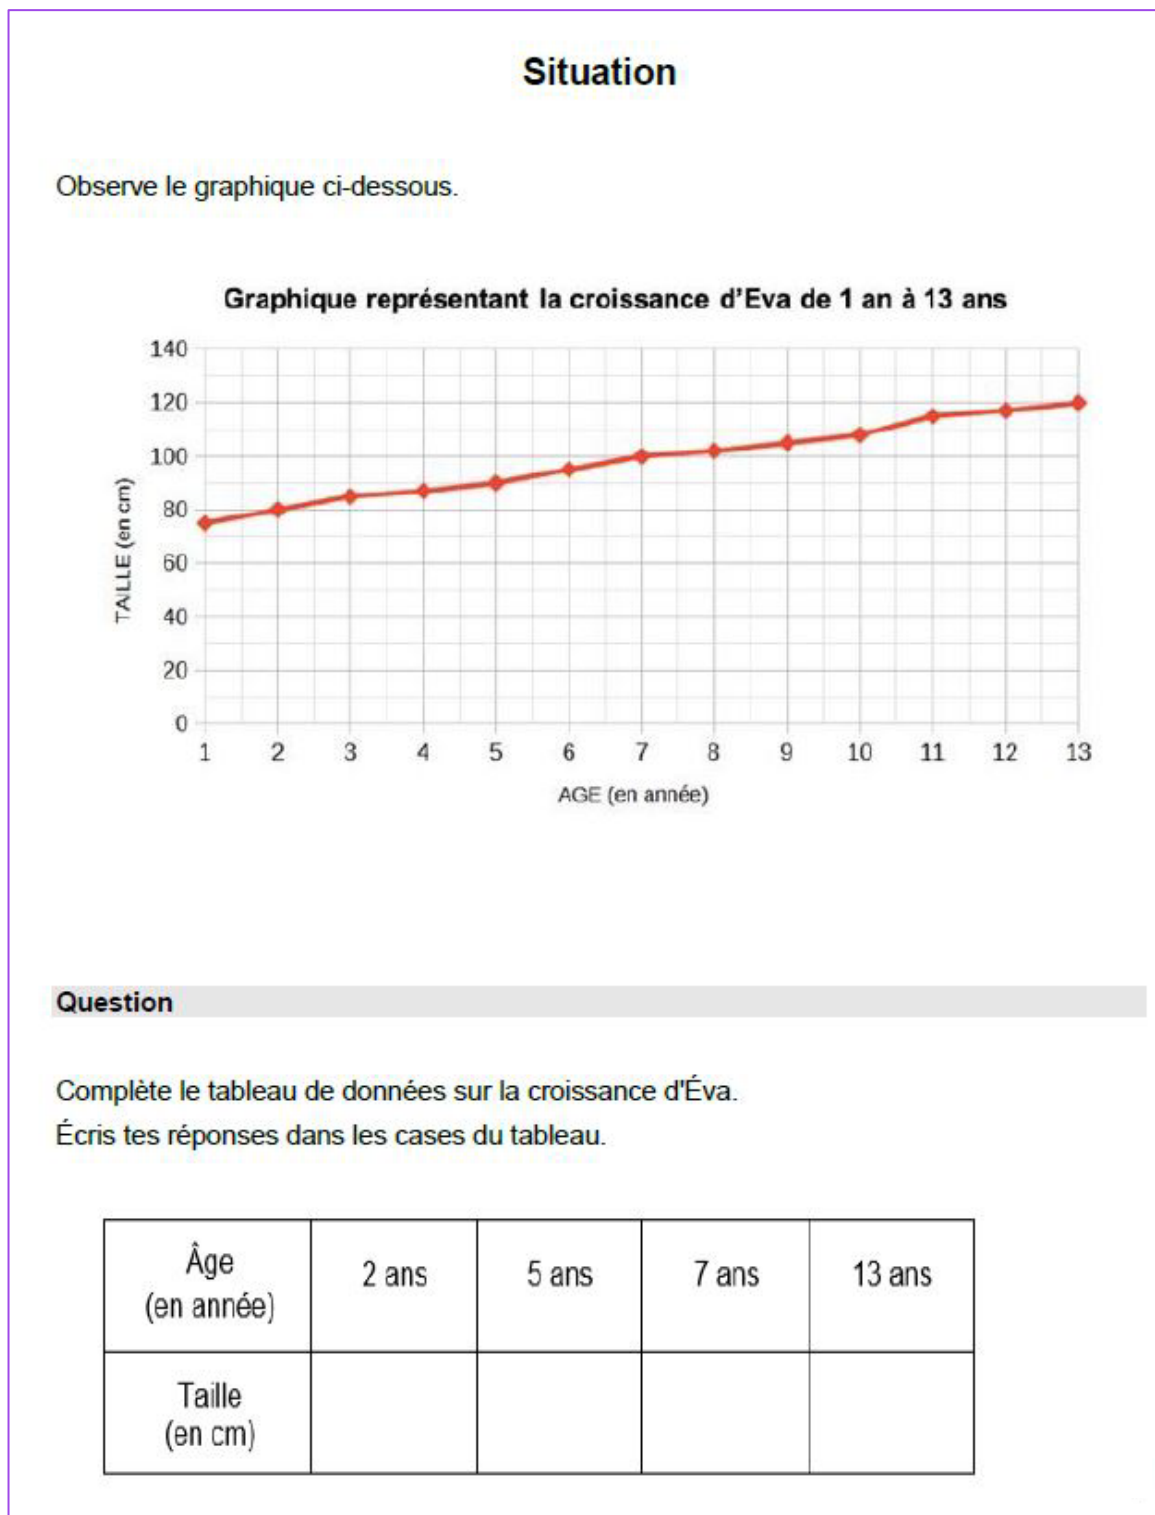 Situation
Observe le graphique ci-dessous.
Graphique représentant la croissance d'Eva de 1 an à 13 ans
140
120
100
80
60
40
20
0
TAILLE (en cm)
1 2 3 4 5 6 7 8 9 10 11 12 13
AGE (en année)
Question
Complète le tableau de données sur la croissance d'Éva.
Écris tes réponses dans les cases du tableau.
Âge
(en année)
2 ans 5 ans 7 ans 13 ans
Taille
(en cm)